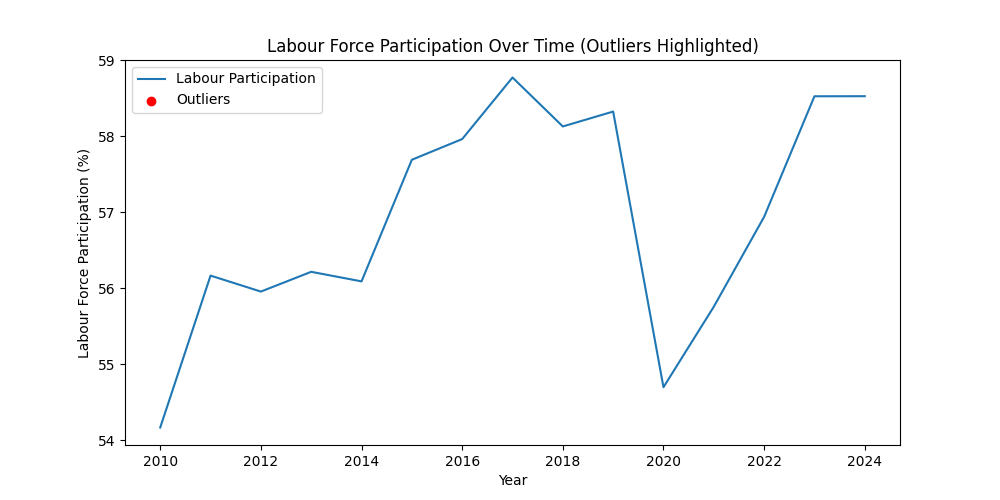 Labour Force Participation Over Time (Outliers Highlighted)
Labour Participation
Outliers
Labour Force Participation (%)
59
58
57
56
55
54
2010 2012 2014 2016 2018 2020 2022 2024
Year